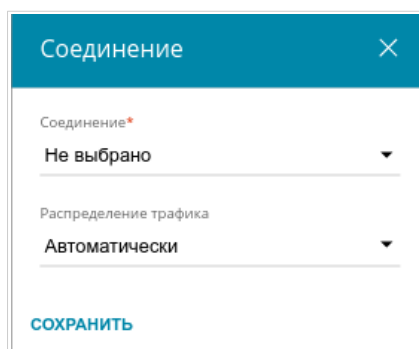 Соединение
Соединение*
Не выбрано
Распределение трафика
Автоматически
СОХРАНИТЬ